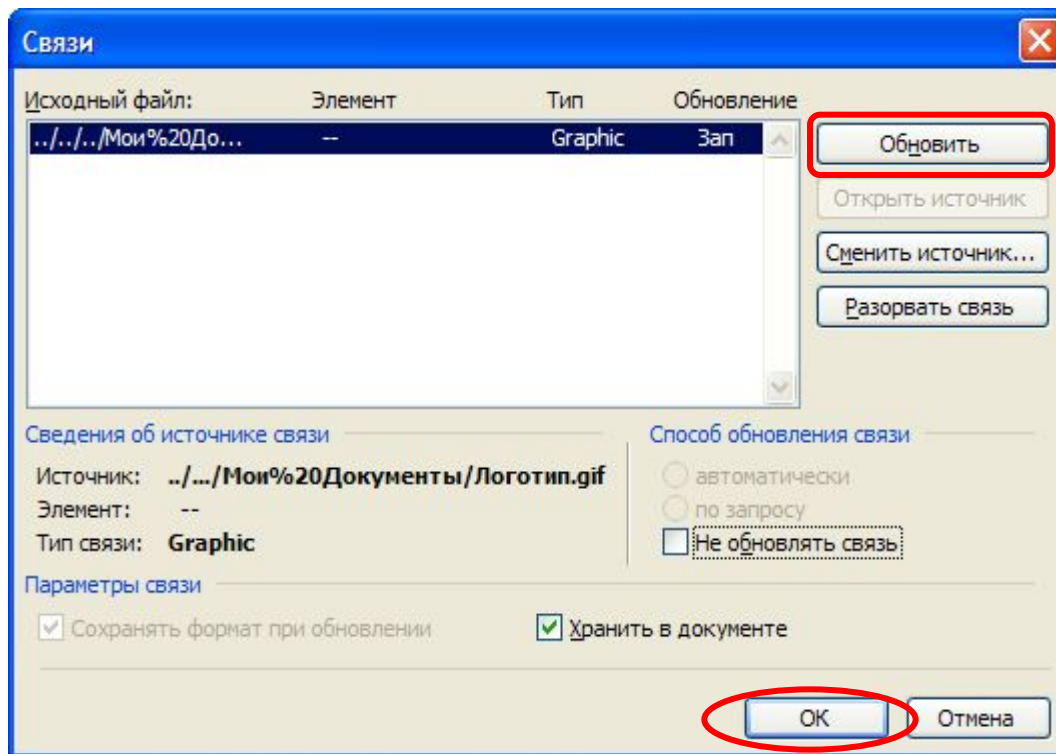 Связи
Исходный файл: Элемент Тип Обновление
../../../Мои%20До... -- Graphic Зап
Обновить
Открыть источник
Сменить источник...
Разорвать связь
Сведения об источнике связи
Источник: ../.../Мои%20Документы/Логотип.gif
Элемент: --
Тип связи: Graphic
Способ обновления связи
автоматически
по запросу
Не обновлять связь
Параметры связи
Сохранять формат при обновлении
Хранить в документе
ОК
Отмена